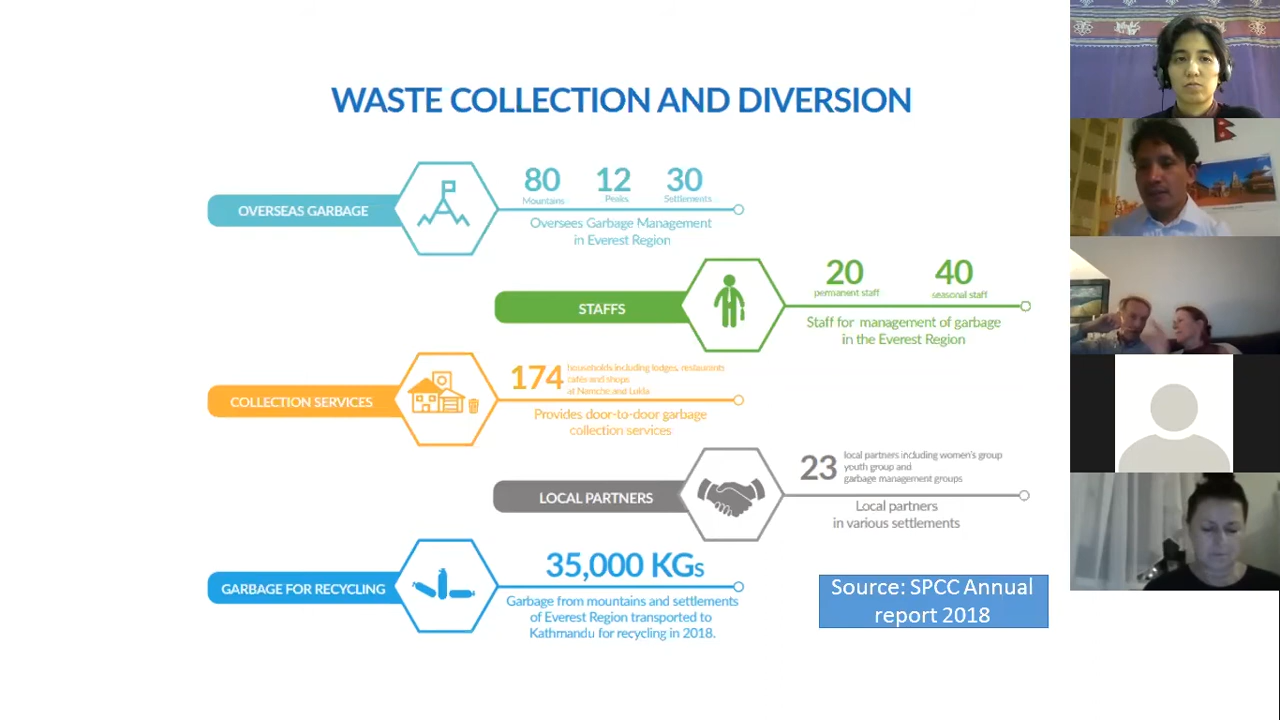 WASTE COLLECTION AND DIVERSION
OVERSEAS GARBAGE
80 12 30
Mountains Peaks Settlements
Oversees Garbage Management
in Everest Region
STAFFS
20 40
permanent staff seasonal staff
Staff for management of garbage
in the Everest Region
COLLECTION SERVICES
174
households including lodges, restaurants
cafes and shops
at Namche and Lukla
Provides door-to-door garbage
collection services
LOCAL PARTNERS
23
local partners including women's group
youth group and
garbage management groups
Local partners
in various settlements
GARBAGE FOR RECYCLING
35,000 KGs
Garbage from mountains and settlements
of Everest Region transported to
Kathmandu for recycling in 2018.
Source: SPCC Annual
report 2018